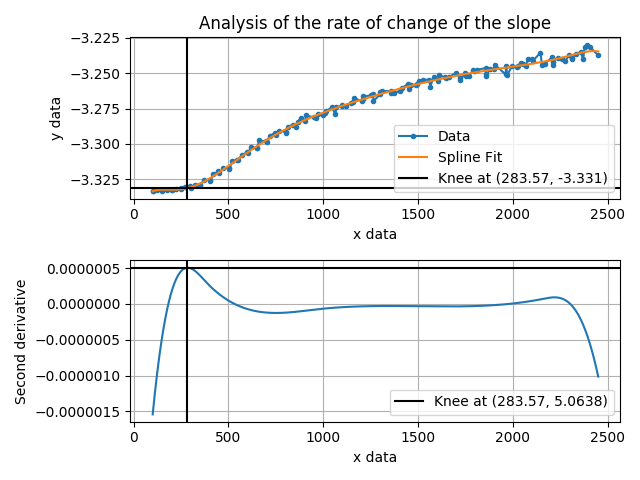 Analysis of the rate of change of the slope
−3.225
−3.250
−3.275
−3.300
−3.325
y data
Data
Spline Fit
Knee at (283.57, -3.331)
0 500 1000 1500 2000 2500
x data
0.0000005
0.0000000
−0.0000005
−0.0000010
−0.0000015
Second derivative
Knee at (283.57, 5.0638)
0 500 1000 1500 2000 2500
x data